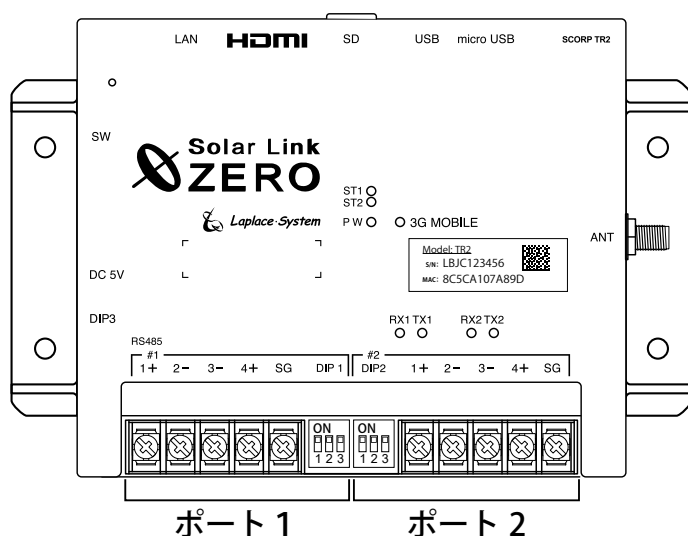 LAN HDMI SD USB micro USB SCORP TR2
SW
Solar Link
ZERO
Laplace・System
ST1
ST2
PW
3G MOBILE
ANT
Model: TR2
S/N: LBJC123456
MAC: 8C5CA107A89D
DC 5V
DIP3
RX1 TX1 RX2 TX2
RS485
#1 #2
1+ 2− 3− 4+ SG DIP 1 DIP2 1+ 2− 3− 4+ SG
ON ON
1 2 3 1 2 3
ポート 1 ポート 2